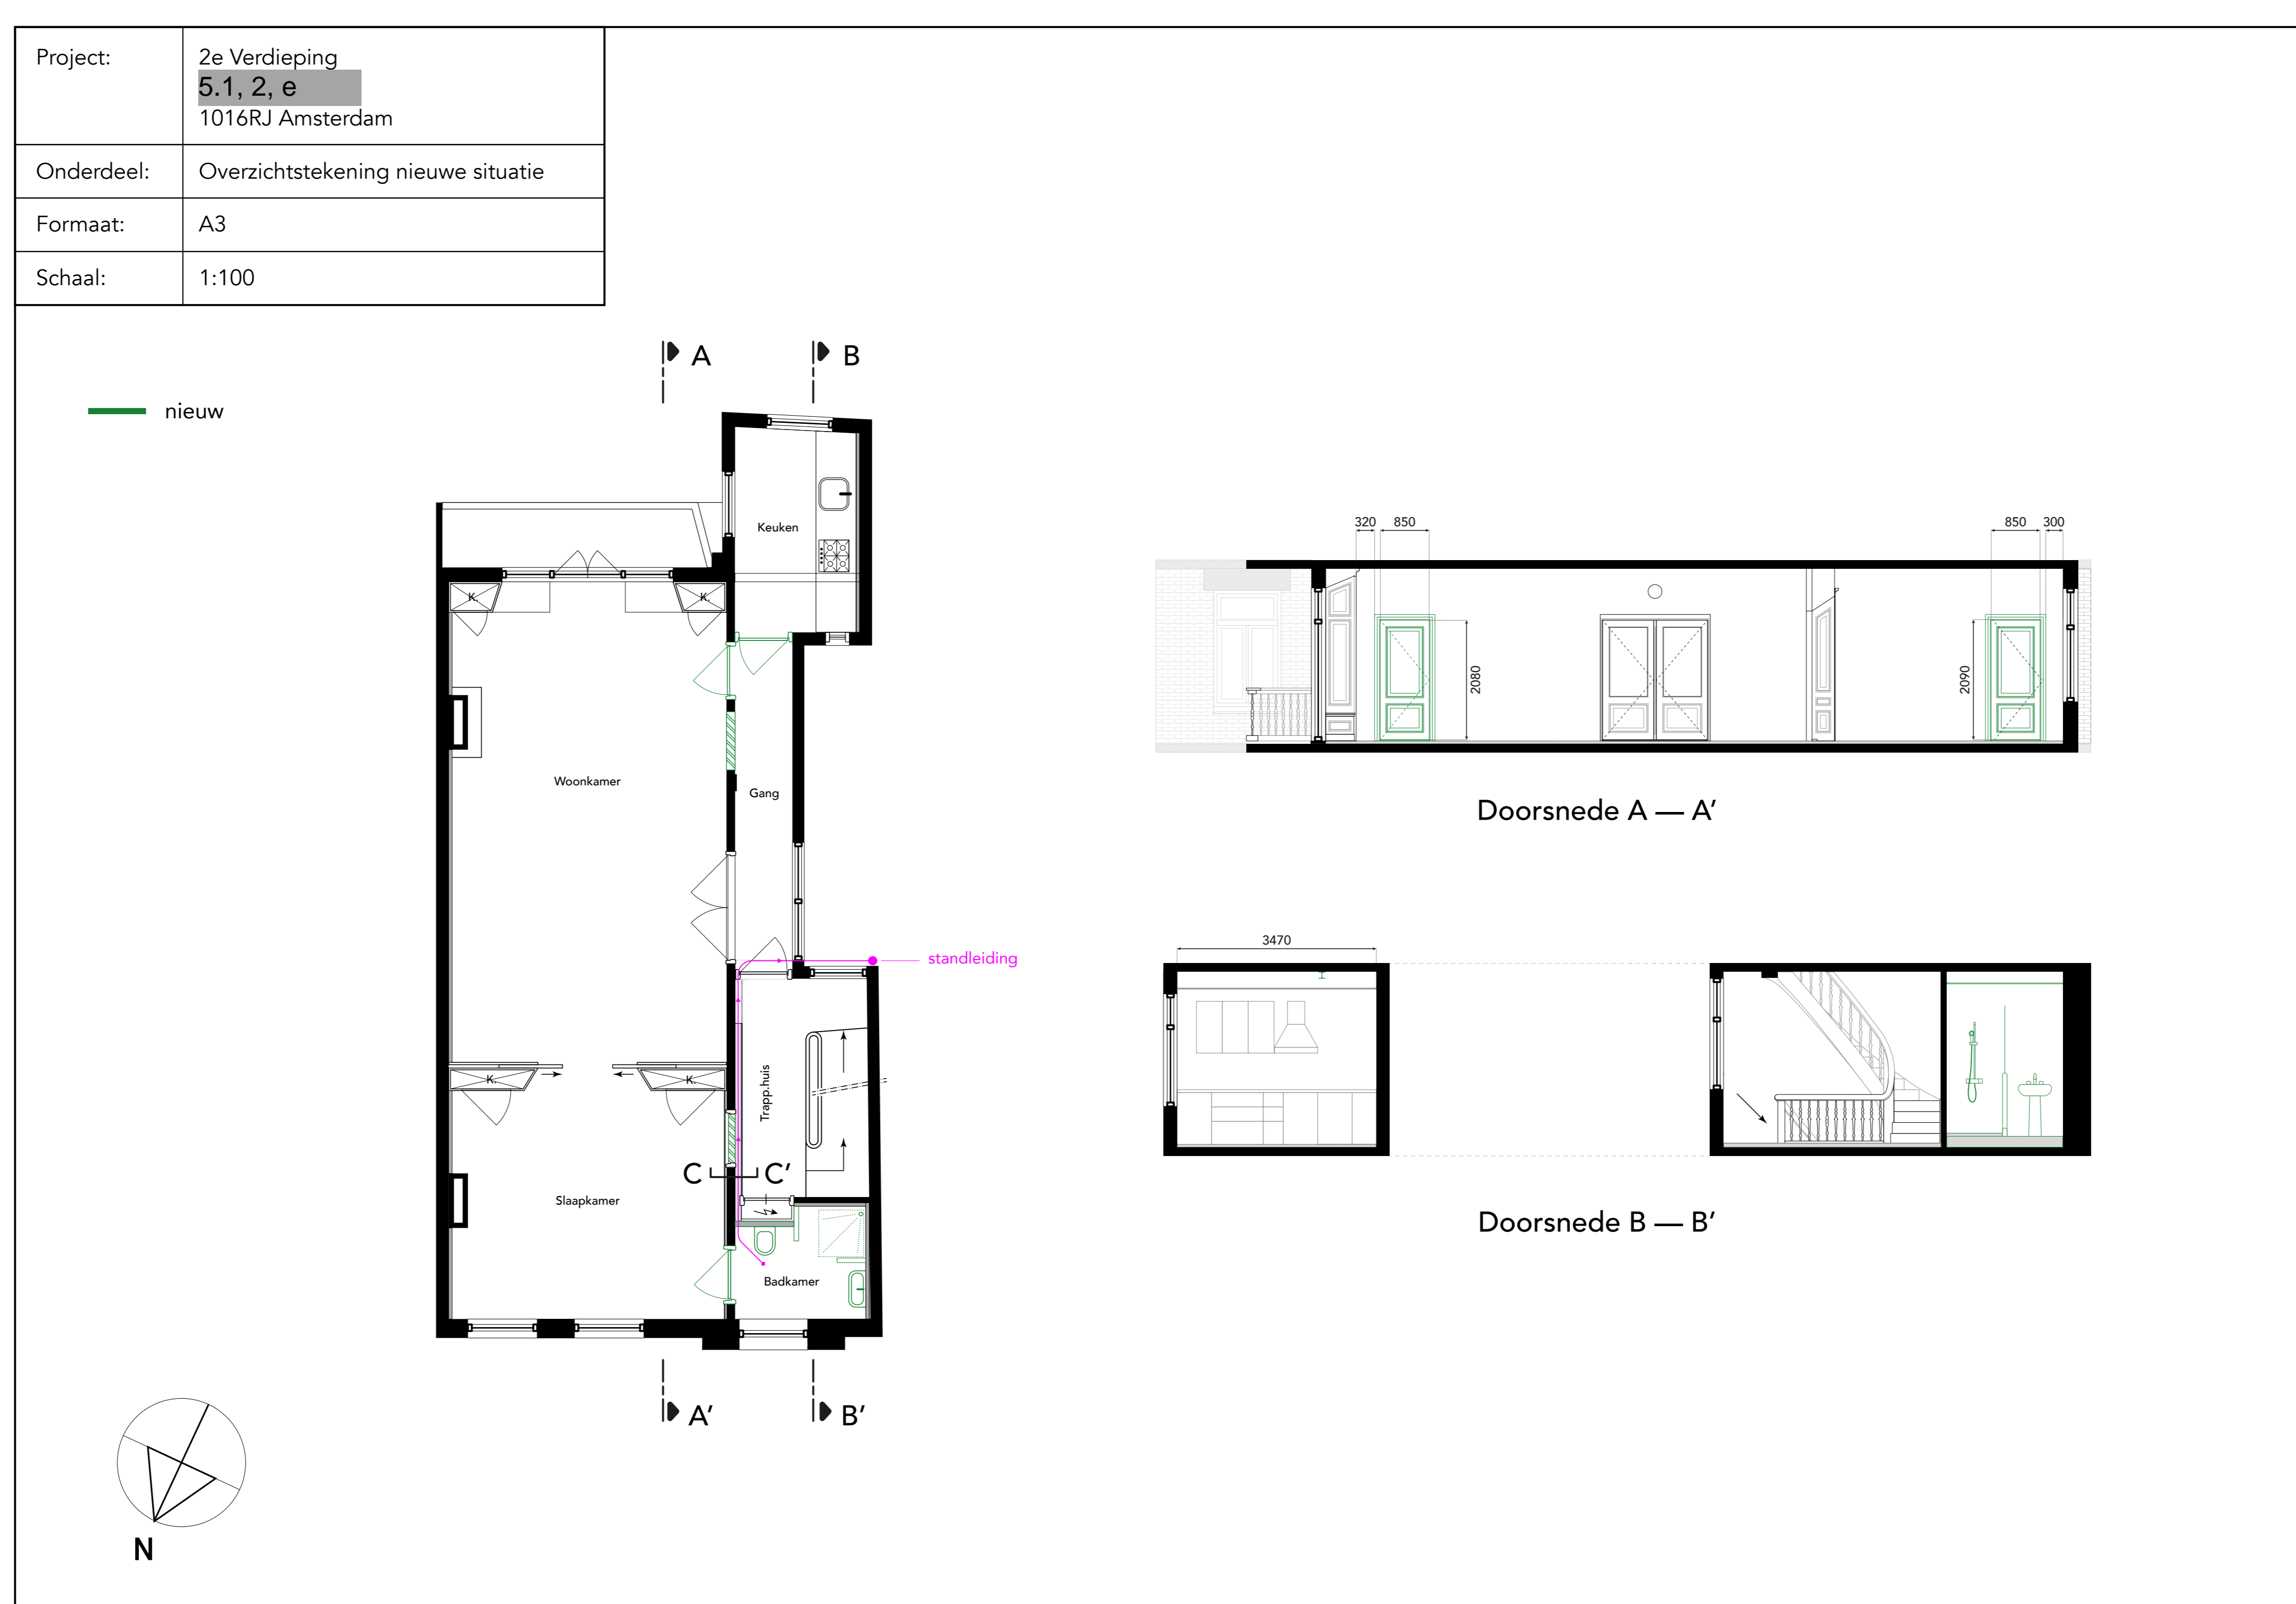 Project:
2e Verdieping
5.1, 2, e
1016RJ Amsterdam
Onderdeel:
Overzichtstekening nieuwe situatie
Formaat:
A3
Schaal:
1:100
nieuw
A
B
Keuken
K.
K.
Woonkamer
Gang
standleiding
Trapp.huis
K.
K.
C
C'
Slaapkamer
Badkamer
A'
B'
N
320
850
850
300
2080
2090
Doorsnede A — A'
3470
Doorsnede B — B'